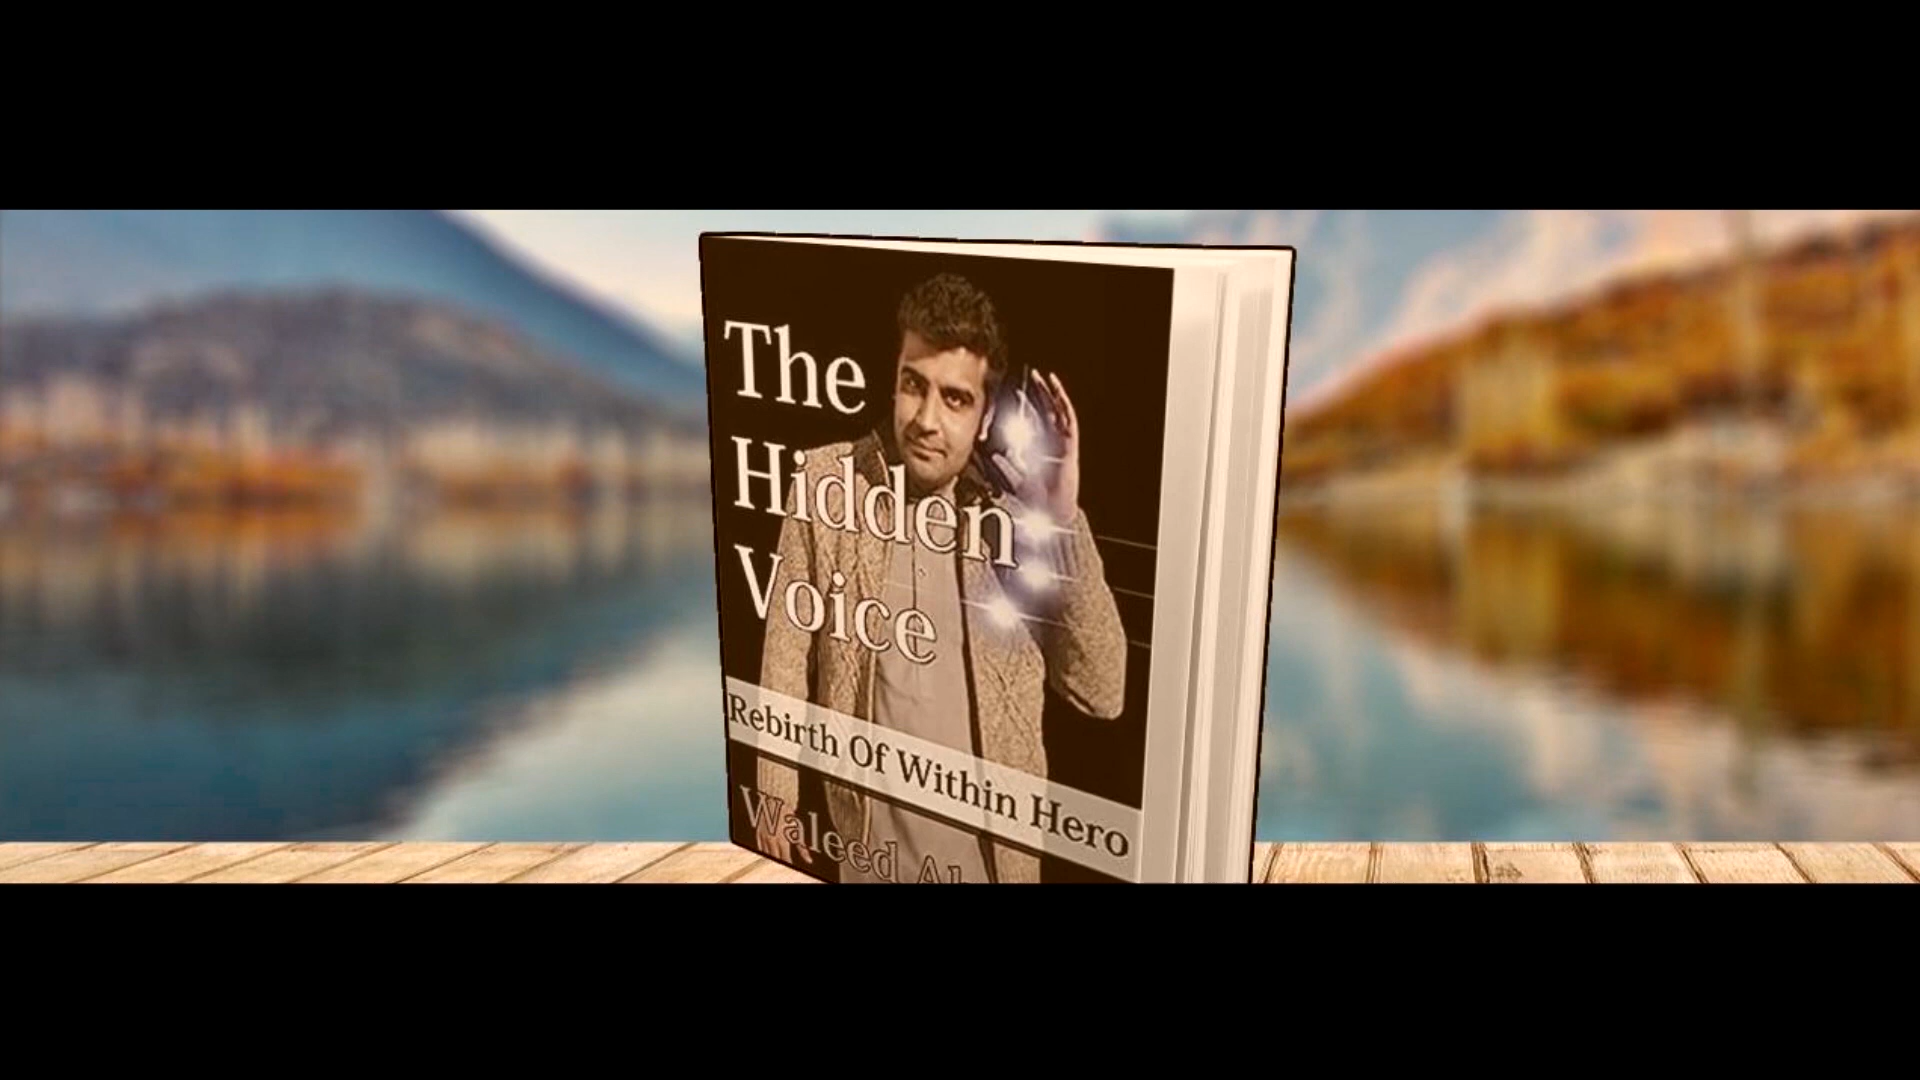 The
Hidden
Voice
Rebirth Of Within Hero
Waleed